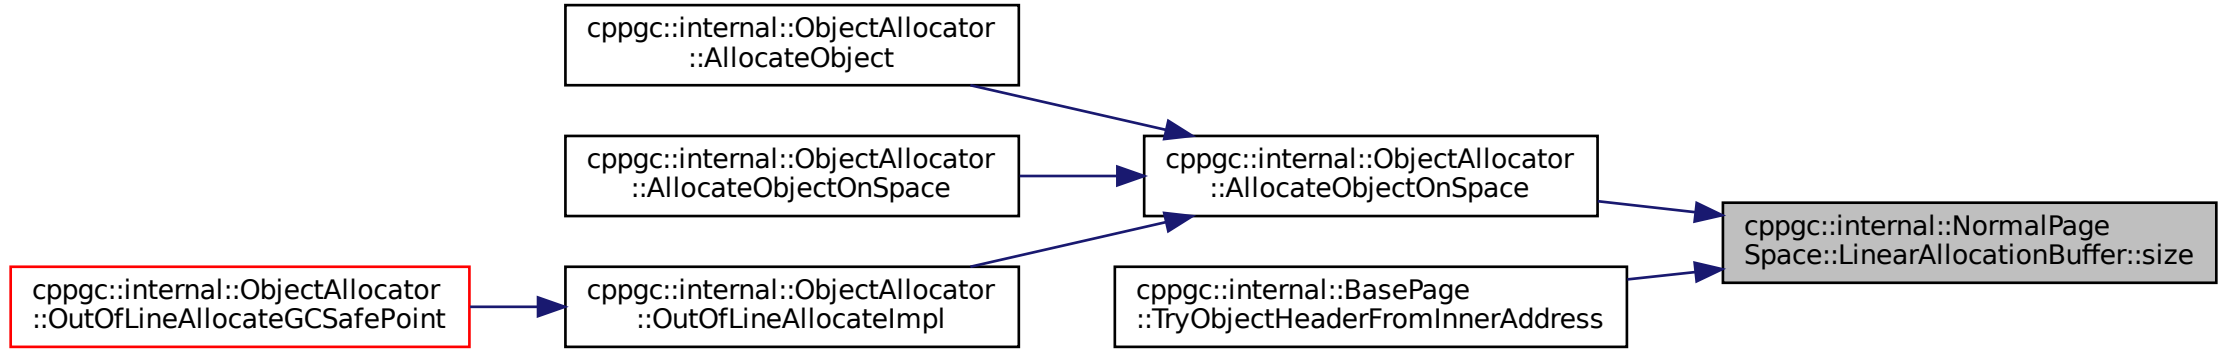 cppgc::internal::ObjectAllocator
::AllocateObject
cppgc::internal::ObjectAllocator
::AllocateObjectOnSpace
cppgc::internal::ObjectAllocator
::AllocateObjectOnSpace
cppgc::internal::NormalPage
Space::LinearAllocationBuffer::size
cppgc::internal::ObjectAllocator
::OutOfLineAllocateGCSafePoint
cppgc::internal::ObjectAllocator
::OutOfLineAllocateImpl
cppgc::internal::BasePage
::TryObjectHeaderFromInnerAddress